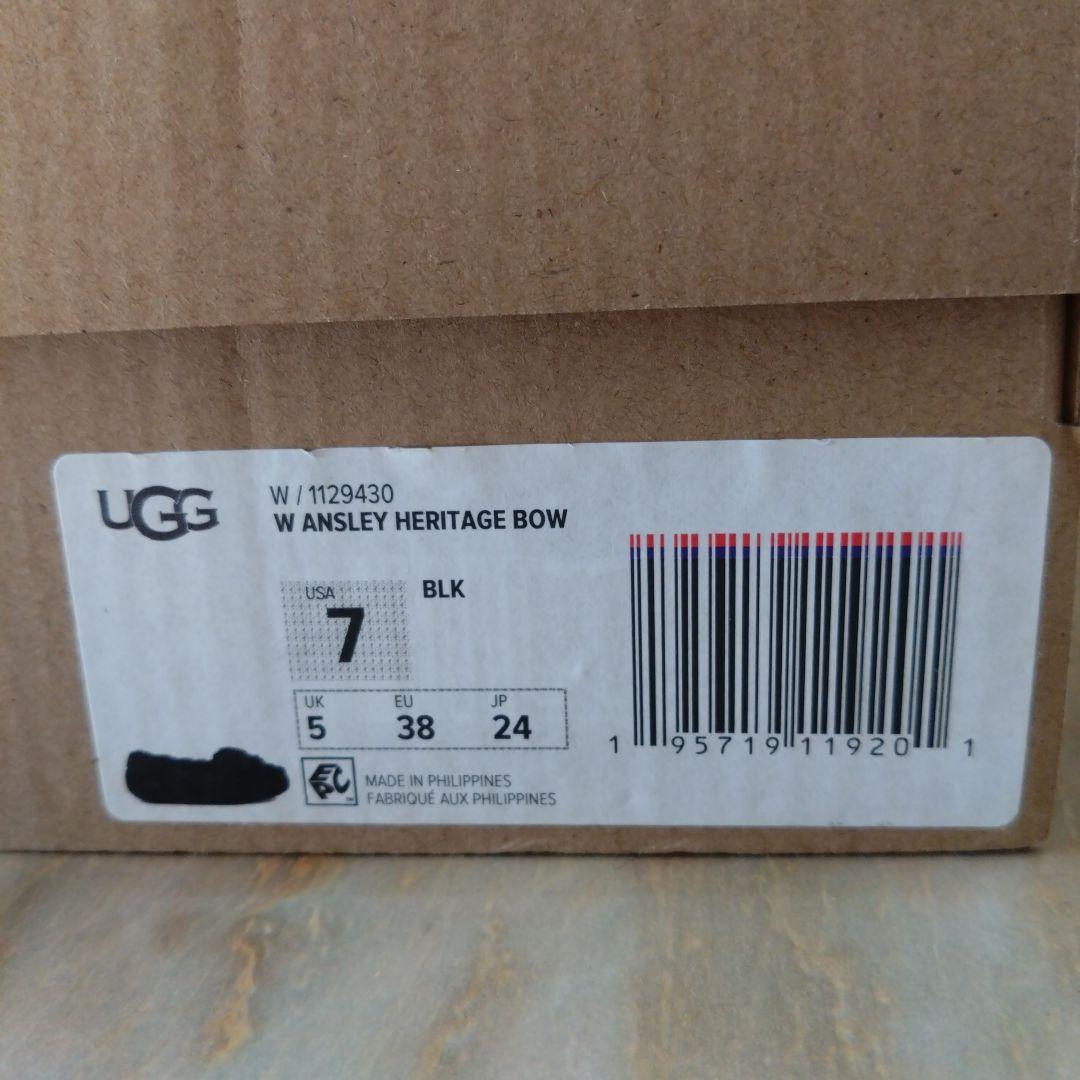 UGG
W / 1129430
W ANSLEY HERITAGE BOW
USA
7
BLK
UK EU JP
5 38 24
EPC
MADE IN PHILIPPINES
FABRIQUÉ AUX PHILIPPINES
1 95719 11920 1